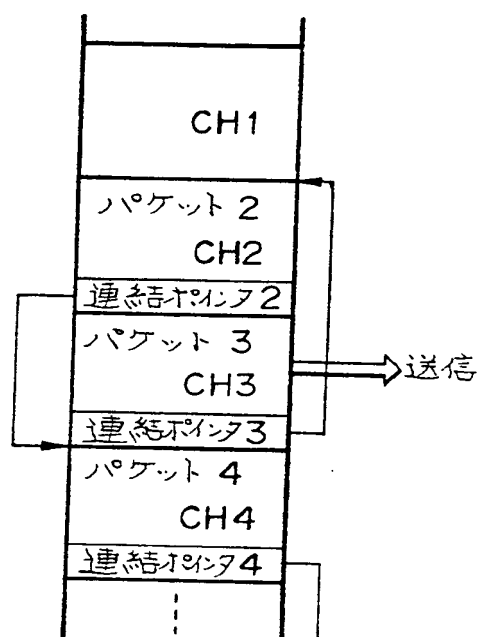 CH1
パケット 2
CH2
連結ポインタ2
パケット 3
CH3
送信
連結ポインタ3
パケット 4
CH4
連結ポインタ4